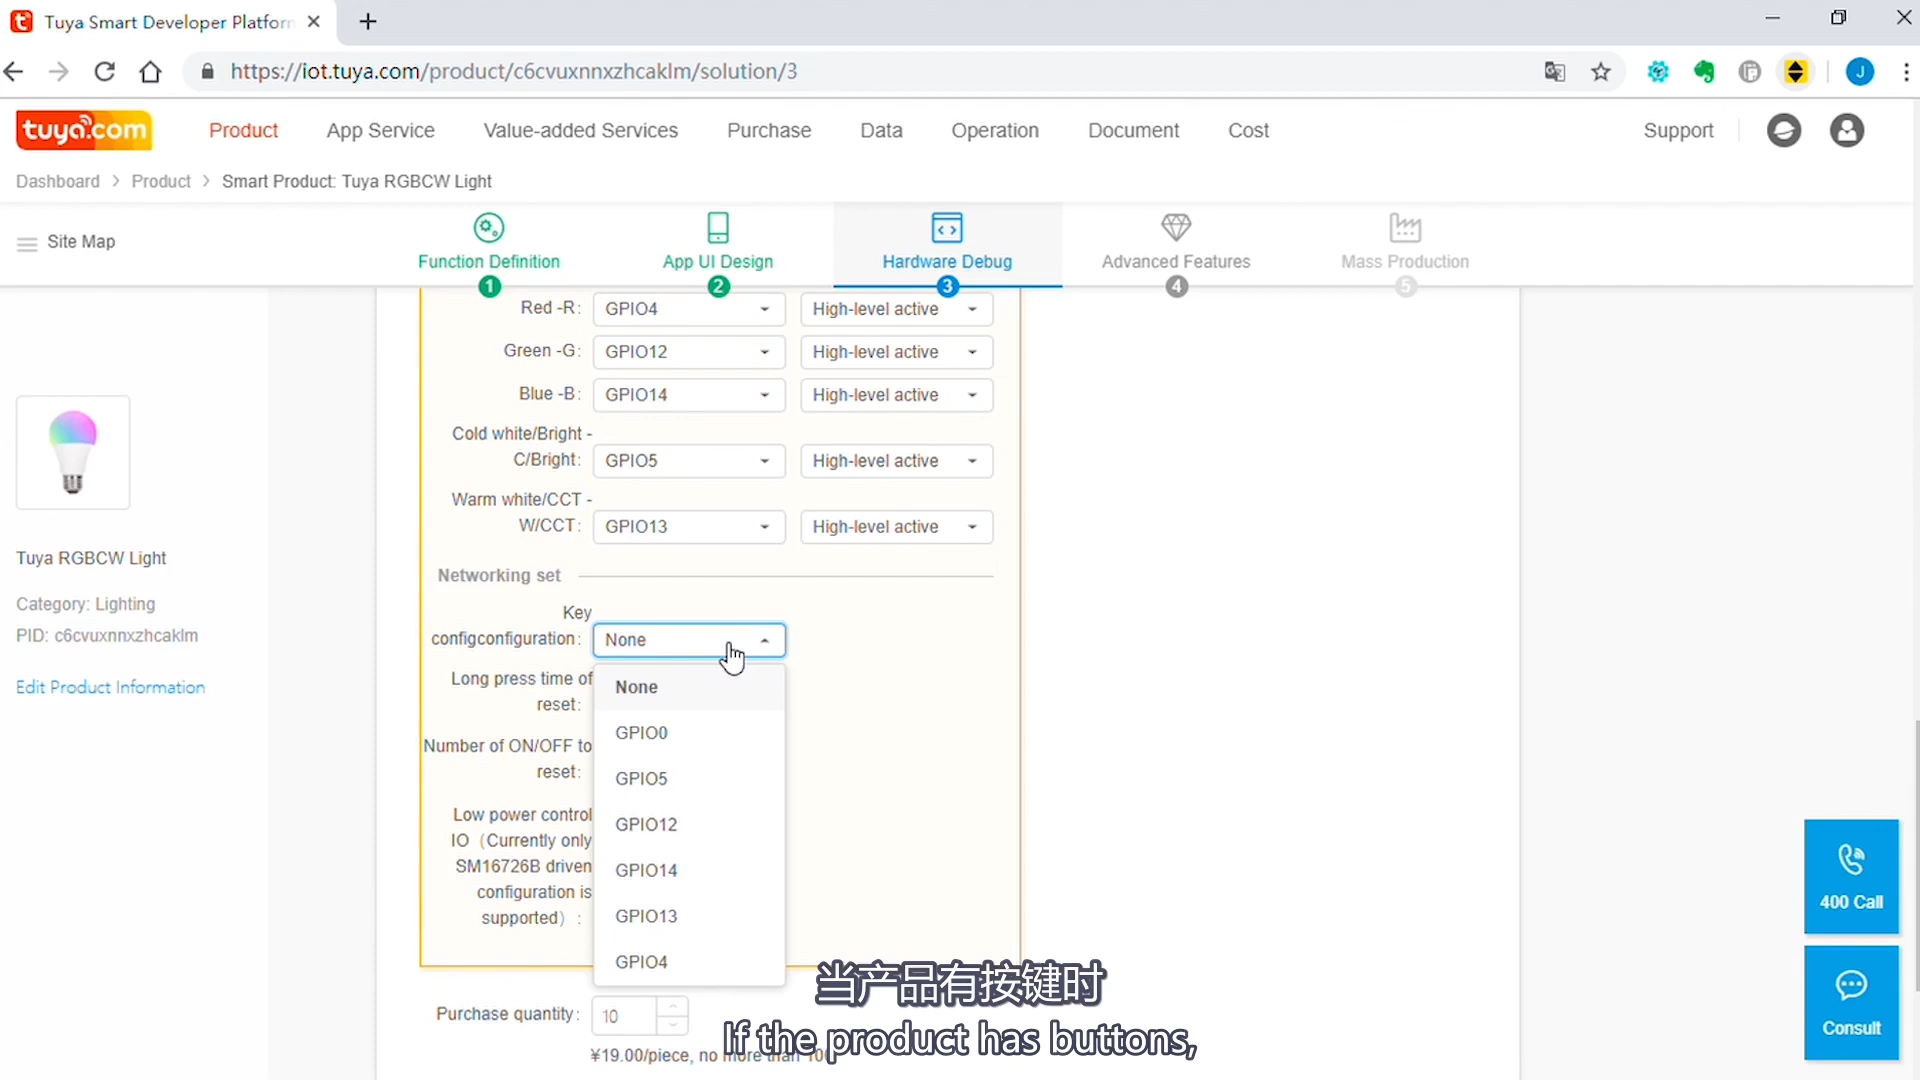 Tuya Smart Developer Platform
https://iot.tuya.com/product/c6cvuxnnxzhcaklm/solution/3
J
tuya.com
Product
App Service
Value-added Services
Purchase
Data
Operation
Document
Cost
Support
Dashboard > Product > Smart Product: Tuya RGBCW Light
Site Map
Function Definition
1
App UI Design
2
Hardware Debug
3
Advanced Features
4
Mass Production
5
Red -R: GPIO4 High-level active
Green -G: GPIO12 High-level active
Blue -B: GPIO14 High-level active
Cold white/Bright -
C/Bright: GPIO5 High-level active
Warm white/CCT -
W/CCT: GPIO13 High-level active
Networking set
Key
configconfiguration: None
Long press time of
reset:
Number of ON/OFF to
reset:
Low power control
IO（Currently only
SM16726B driven
configuration is
supported）:
None
GPIO0
GPIO5
GPIO12
GPIO14
GPIO13
GPIO4
Purchase quantity: 10
¥19.00/piece, no more than 100
Tuya RGBCW Light
Category: Lighting
PID: c6cvuxnnxzhcaklm
Edit Product Information
400 Call
Consult
当产品有按键时
If the product has buttons,